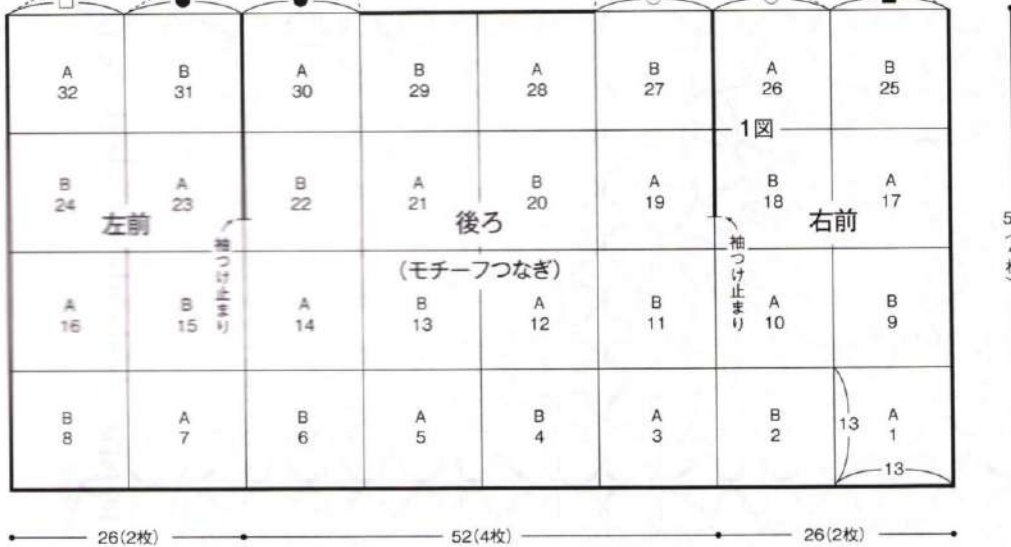 A B A B A B A B
32 31 30 29 28 27 26 25
1図
B A B A B A B A
24 23 22 21 20 19 18 17
左前 後ろ 右前
袖つけ止まり 袖つけ止まり
(モチーフつなぎ)
A B A B A B A B
16 15 14 13 12 11 10 9
B A B A B A B A
8 7 6 5 4 3 2 1
13
13
26(2枚) 52(4枚) 26(2枚)